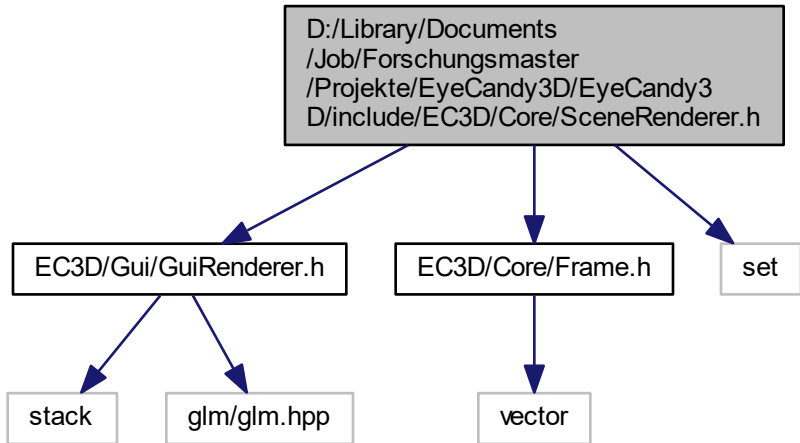 D:/Library/Documents
/Job/Forschungsmaster
/Projekte/EyeCandy3D/EyeCandy3
D/include/EC3D/Core/SceneRenderer.h
EC3D/Gui/GuiRenderer.h
EC3D/Core/Frame.h
set
stack
glm/glm.hpp
vector